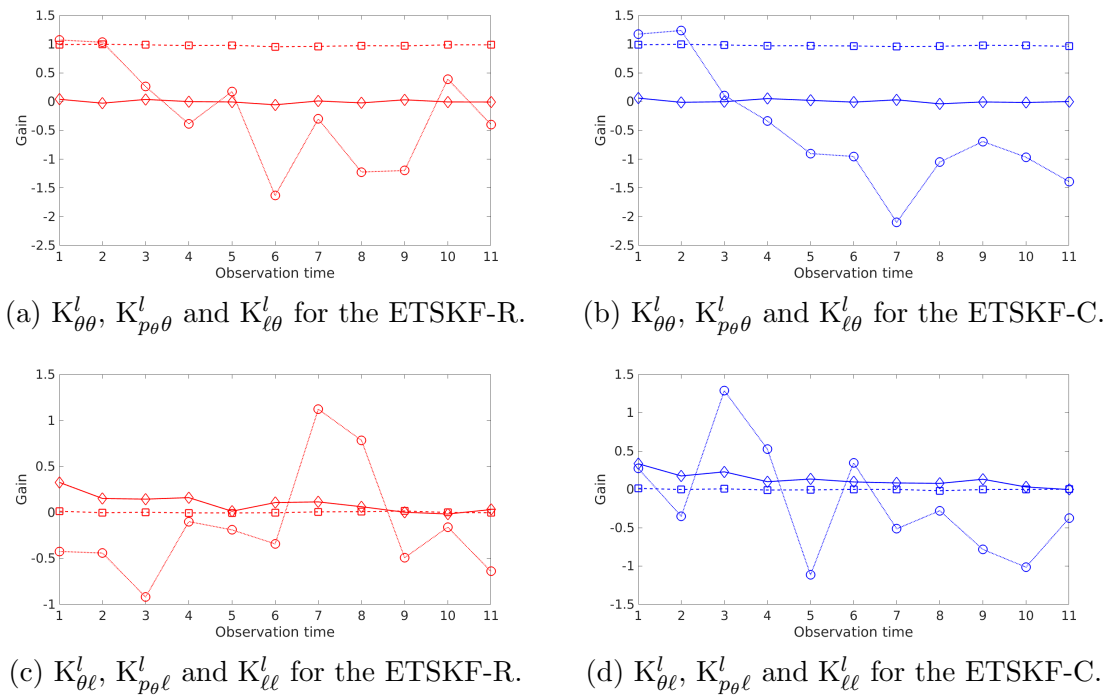 1.5
1
0.5
0
-0.5
-1
-1.5
-2
-2.5
Gain
1 2 3 4 5 6 7 8 9 10 11
Observation time
(a) K^l_{θθ}, K^l_{p_θθ} and K^l_{ℓθ} for the ETSKF-R.
1.5
1
0.5
0
-0.5
-1
-1.5
-2
-2.5
Gain
1 2 3 4 5 6 7 8 9 10 11
Observation time
(b) K^l_{θθ}, K^l_{p_θθ} and K^l_{ℓθ} for the ETSKF-C.
1.5
1
0.5
0
-0.5
-1
Gain
1 2 3 4 5 6 7 8 9 10 11
Observation time
(c) K^l_{θℓ}, K^l_{p_θℓ} and K^l_{ℓℓ} for the ETSKF-R.
1.5
1
0.5
0
-0.5
-1
-1.5
Gain
1 2 3 4 5 6 7 8 9 10 11
Observation time
(d) K^l_{θℓ}, K^l_{p_θℓ} and K^l_{ℓℓ} for the ETSKF-C.